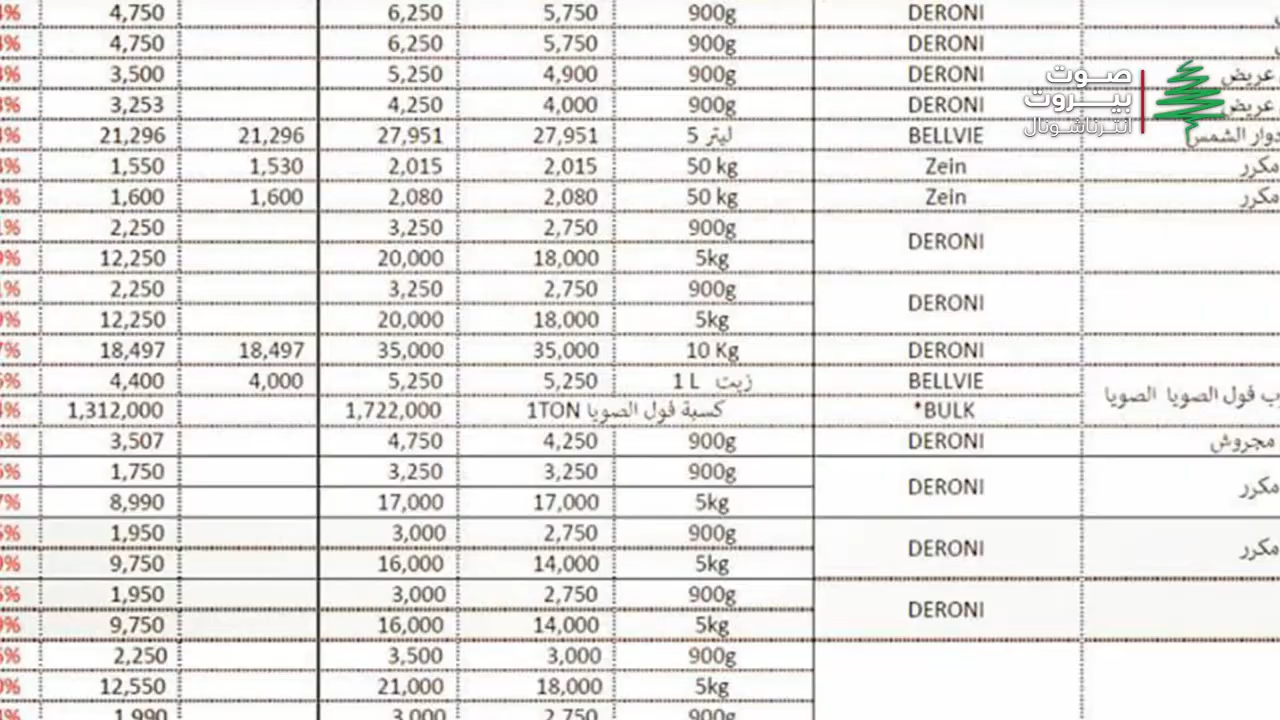 4,750 6,250 5,750 900g DERONI
4,750 6,250 5,750 900g DERONI
3,500 5,250 4,900 900g DERONI عريض
3,253 4,250 4,000 900g DERONI عريض
21,296 21,296 27,951 27,951 5 ليتر BELLVIE دوار الشمس
1,550 1,530 2,015 2,015 50 kg Zein مكرر
1,600 1,600 2,080 2,080 50 kg Zein مكرر
2,250 3,250 2,750 900g
DERONI
12,250 20,000 18,000 5kg
2,250 3,250 2,750 900g
DERONI
12,250 20,000 18,000 5kg
18,497 18,497 35,000 35,000 10 Kg DERONI
4,400 4,000 5,250 5,250 زيت 1 L BELLVIE
ب فول الصويا الصويا
1,312,000 1,722,000 كسبة فول الصويا 1TON *BULK
3,507 4,750 4,250 900g DERONI مجروش
1,750 3,250 3,250 900g
DERONI مكرر
8,990 17,000 17,000 5kg
1,950 3,000 2,750 900g
DERONI مكرر
9,750 16,000 14,000 5kg
1,950 3,000 2,750 900g
DERONI
9,750 16,000 14,000 5kg
2,250 3,500 3,000 900g
12,550 21,000 18,000 5kg
1,990 3,000 2,750 900g
صوت
بيروت
انترناشونال